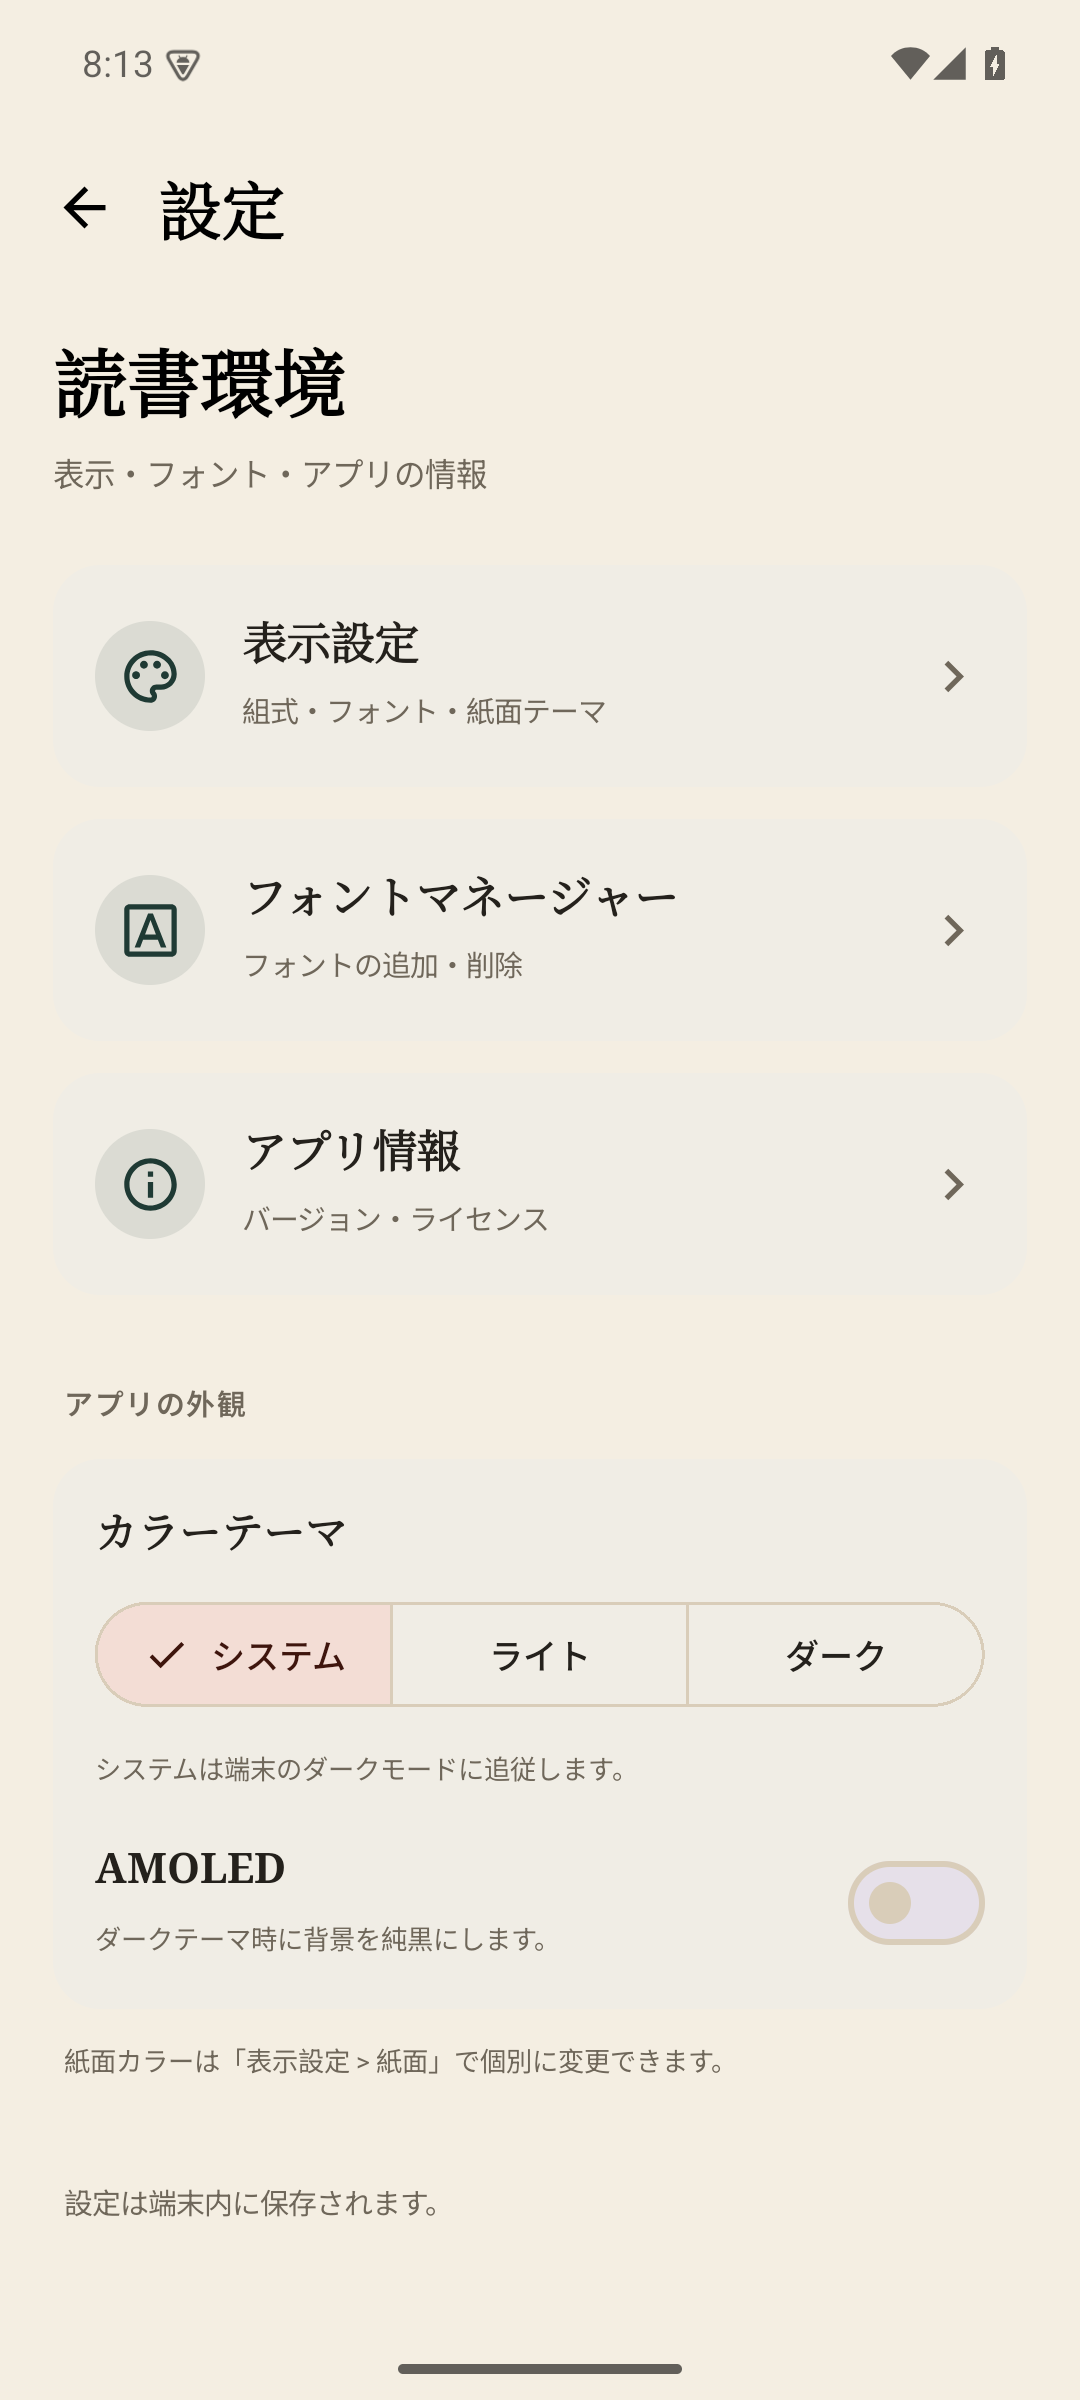 8:13
設定
読書環境
表示・フォント・アプリの情報
表示設定
組式・フォント・紙面テーマ
フォントマネージャー
フォントの追加・削除
アプリ情報
バージョン・ライセンス
アプリの外観
カラーテーマ
システム ライト ダーク
システムは端末のダークモードに追従します。
AMOLED
ダークテーマ時に背景を純黒にします。
紙面カラーは「表示設定 > 紙面」で個別に変更できます。
設定は端末内に保存されます。